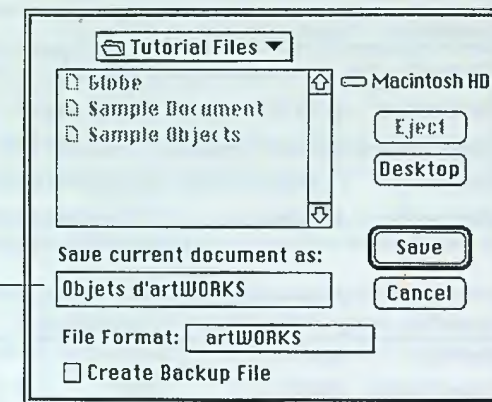 Tutorial Files
Globe
Sample Document
Sample Objects
Macintosh HD
Eject
Desktop
Save current document as:
Objets d'artWORKS
Save
Cancel
File Format: artWORKS
Create Backup File